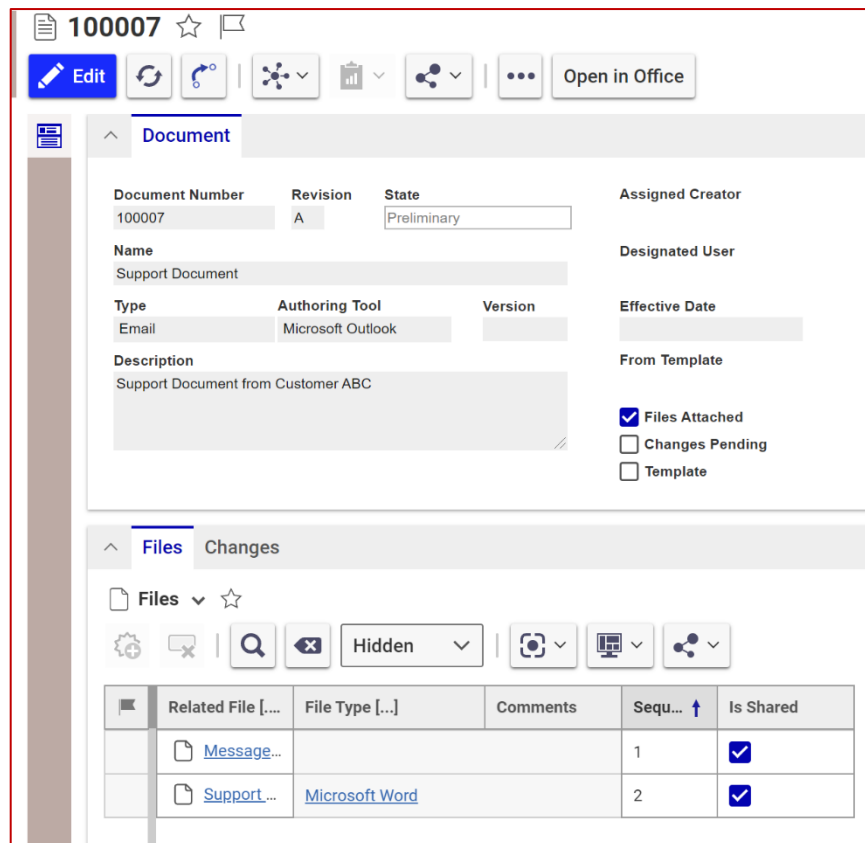 100007
Edit
Open in Office
Document
Document Number Revision State Assigned Creator
100007 A Preliminary
Name Designated User
Support Document
Type Authoring Tool Version Effective Date
Email Microsoft Outlook
Description From Template
Support Document from Customer ABC
Files Attached
Changes Pending
Template
Files Changes
Files
Hidden
Related File [.... File Type [...] Comments Sequ... Is Shared
Message... 1
Support ... Microsoft Word 2